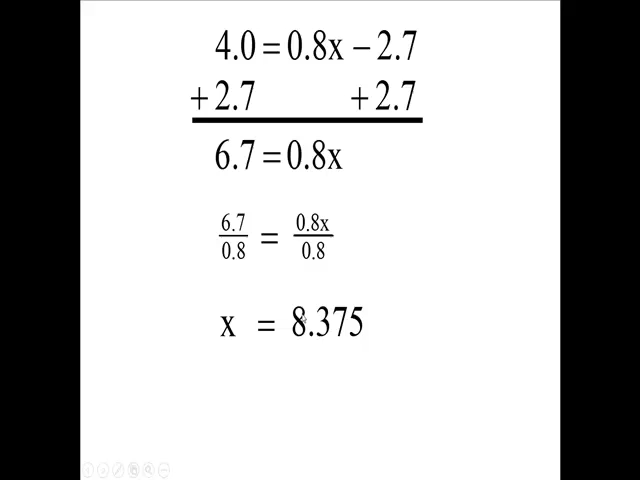 4.0 = 0.8x − 2.7
+ 2.7 + 2.7
6.7 = 0.8x
6.7/0.8 = 0.8x/0.8
x = 8.375